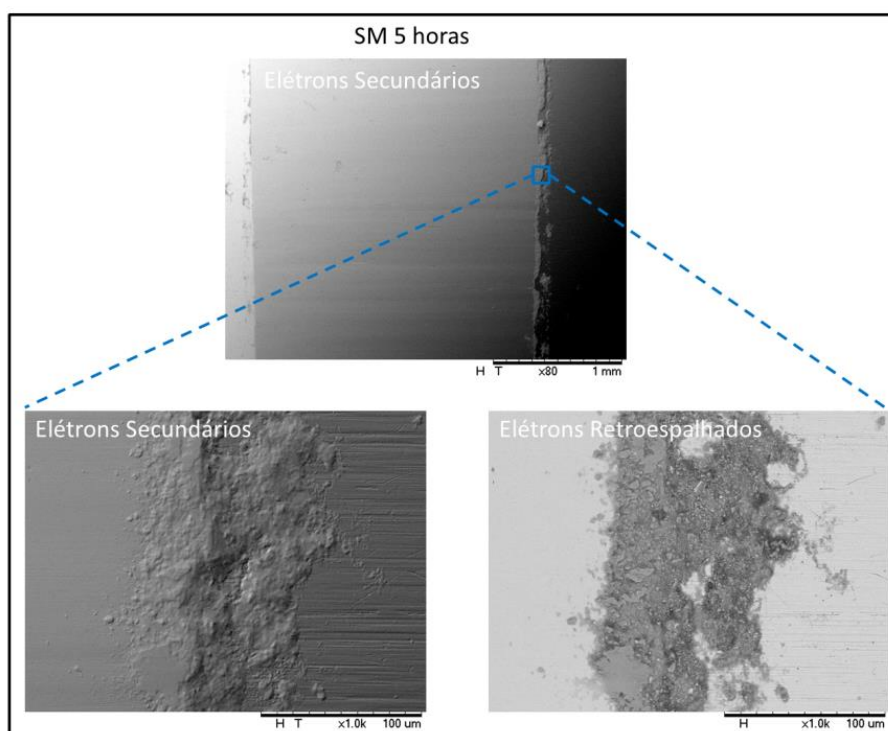 SM 5 horas
Elétrons Secundários
H T x80 1 mm
Elétrons Secundários
Elétrons Retroespalhados
H T x1.0k 100 um
H x1.0k 100 um